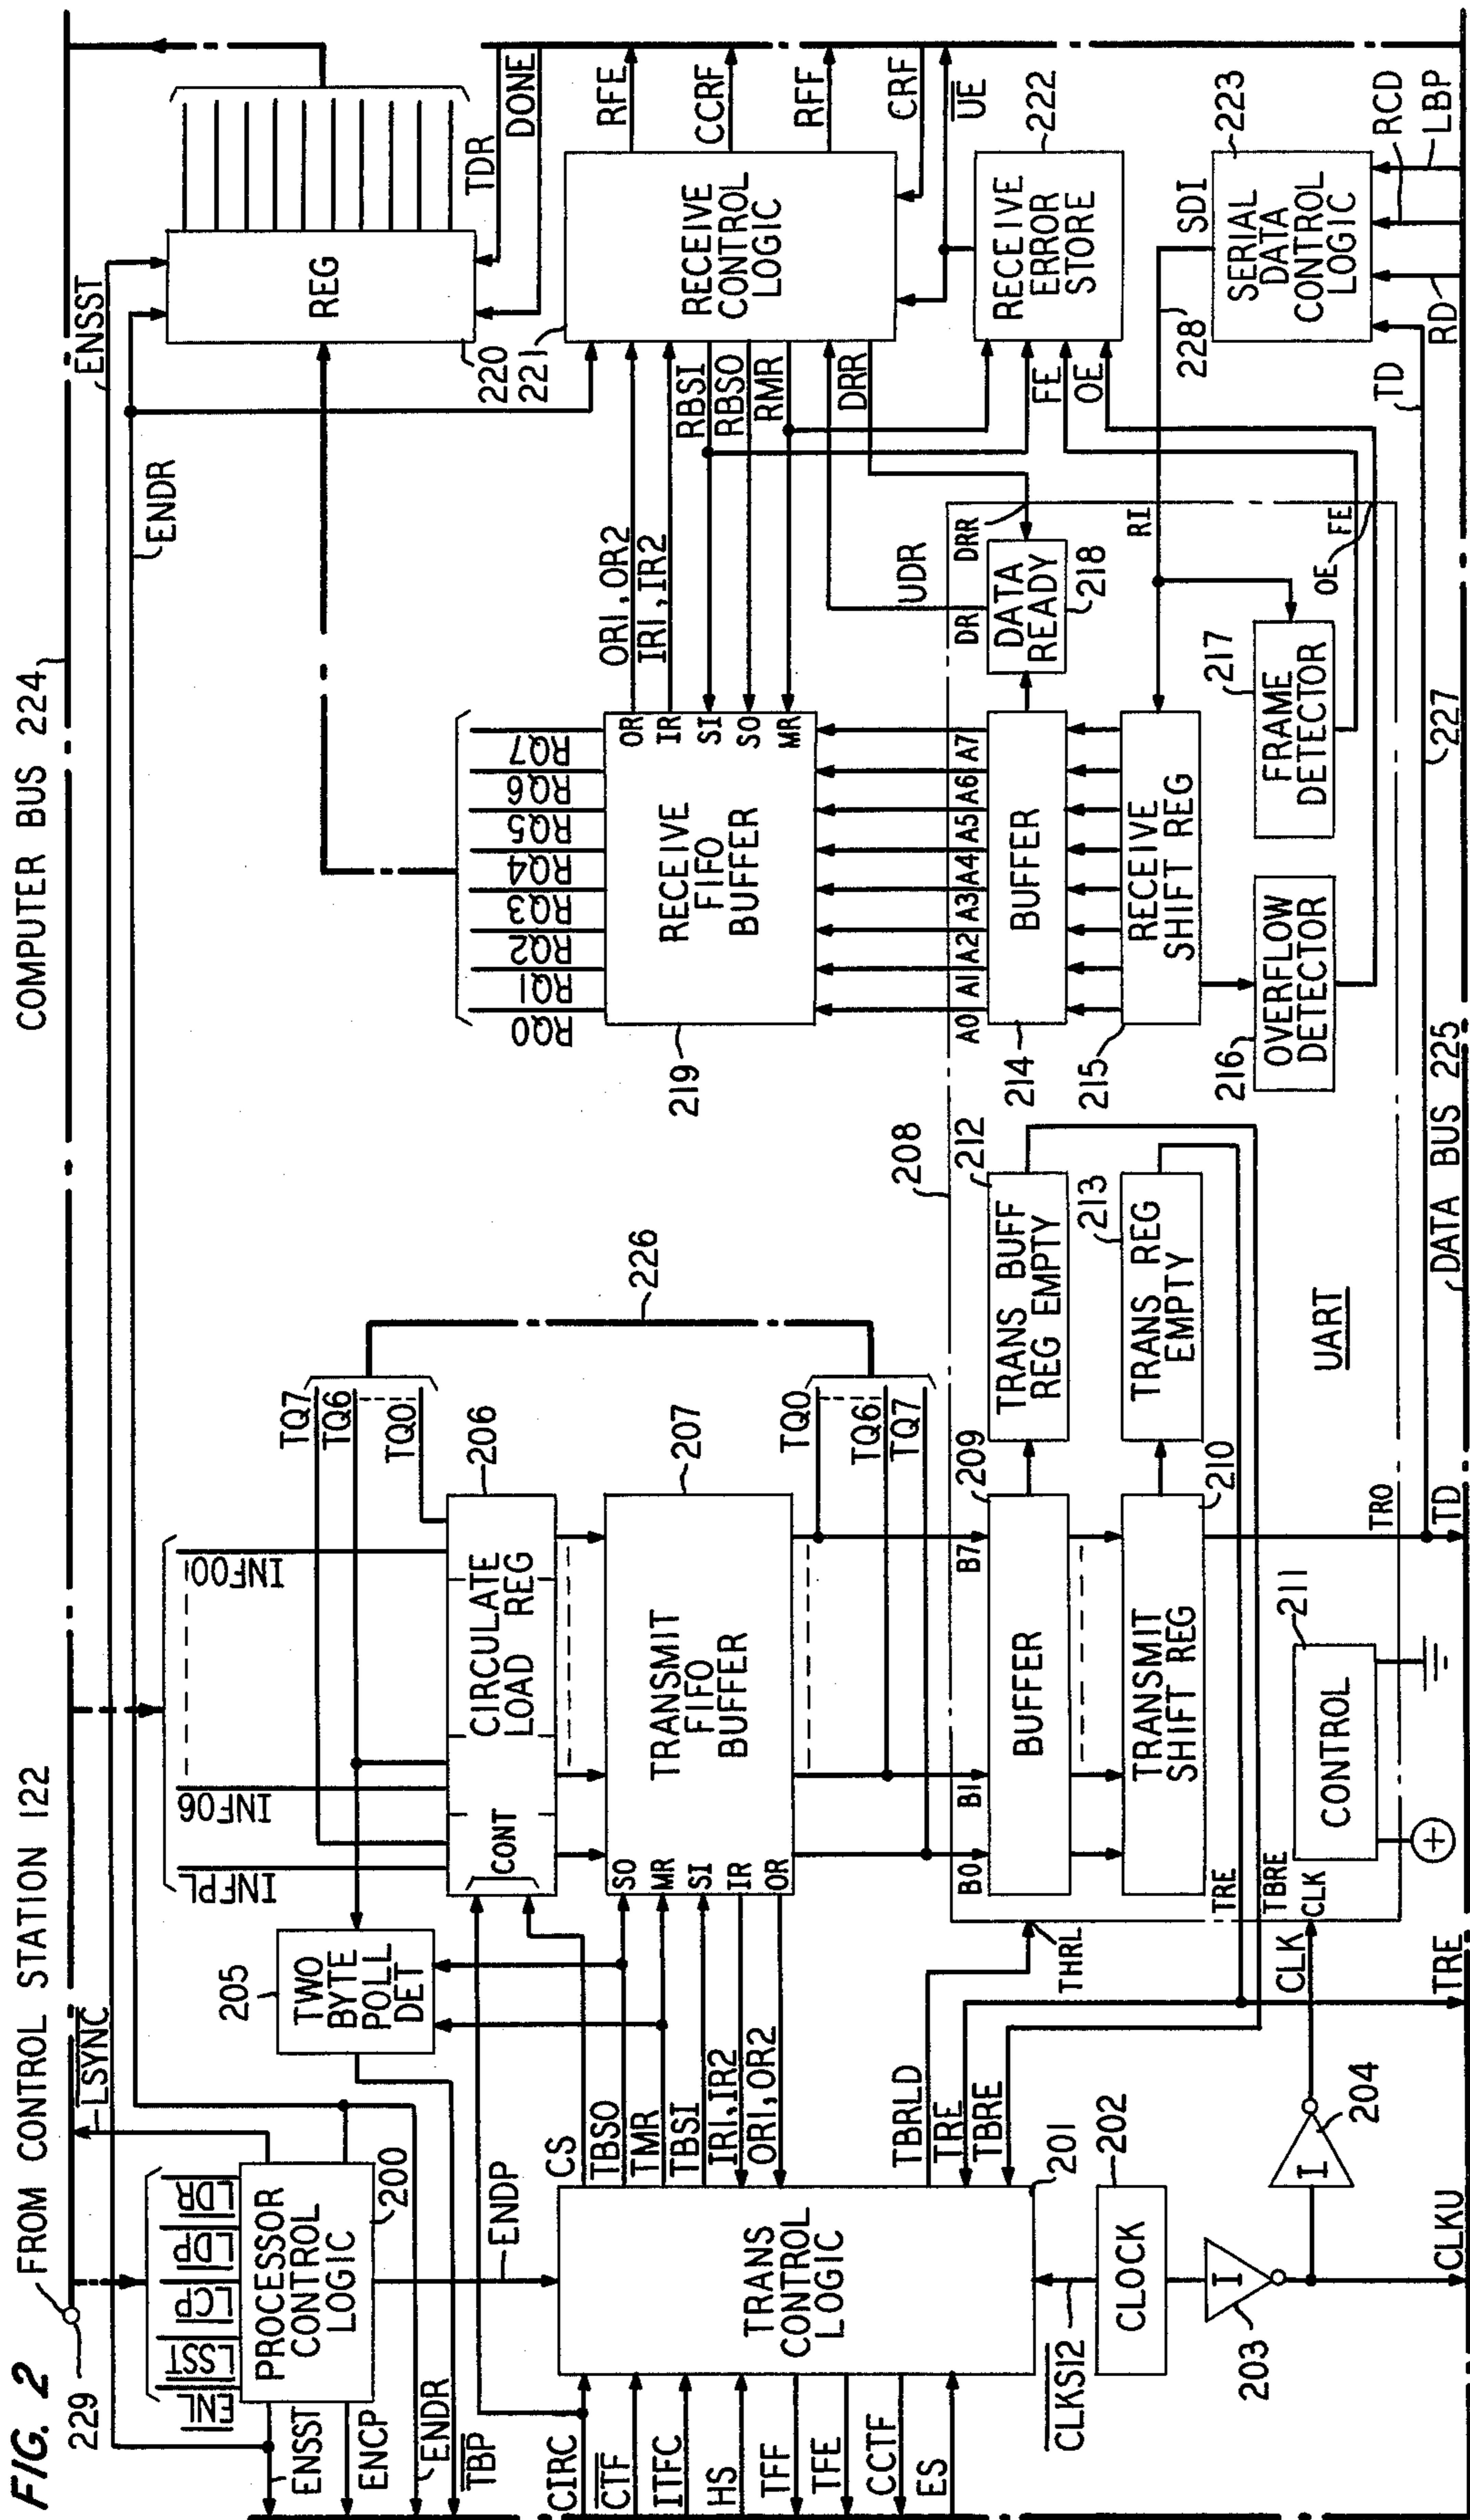 FIG. 2
FROM CONTROL STATION 122
COMPUTER BUS 224
229
LSYNC
ENSST
ENDR
ENL
LSST
LCP
LDP
LDR
PROCESSOR
CONTROL
LOGIC
200
ENSST
ENCP
ENDR
TBP
ENDP
205
TWO
BYTE
POLL
DET
INFPL
INF06
INF00
TQ7
TQ6
TQ0
CONT
CIRCULATE
LOAD REG
206
226
CS
TBSO
TMR
TBSI
IR1,IR2
OR1,OR2
SO
MR
SI
IR
OR
TRANSMIT
FIFO
BUFFER
207
TQ0
TQ6
TQ7
CIRC
CTF
ITFC
HS
TFF
TFE
CCTF
ES
TRANS
CONTROL
LOGIC
201
TBRLD
TRE
TBRE
THRL
CLKS12
CLOCK
202
I
203
I
204
CLK
CLK
CLKU
TRE
B0
B1
B7
BUFFER
209
TRANSMIT
SHIFT REG
210
TRANS BUFF
REG EMPTY
212
TRANS REG
EMPTY
213
208
TRE
TBRE
CONTROL
211
+
UART
TRO
TD
DATA BUS 225
227
RQ0
RQ1
RQ2
RQ3
RQ4
RQ5
RQ6
RQ7
RECEIVE
FIFO
BUFFER
219
OR
IR
SI
SO
MR
OR1,OR2
IR1,IR2
RBSI
RBSO
RMR
DRR
UDR
A0
A1
A2
A3
A4
A5
A6
A7
BUFFER
214
DR
DRR
DATA
READY
218
RECEIVE
SHIFT REG
215
RI
OVERFLOW
DETECTOR
216
FRAME
DETECTOR
217
OE
FE
REG
220
TDR
DONE
RECEIVE
CONTROL
LOGIC
221
RFE
CCRF
RFF
CRF
UE
FE
OE
RECEIVE
ERROR
STORE
222
SDI
228
SERIAL
DATA
CONTROL
LOGIC
223
TD
RD
RCD
LBP